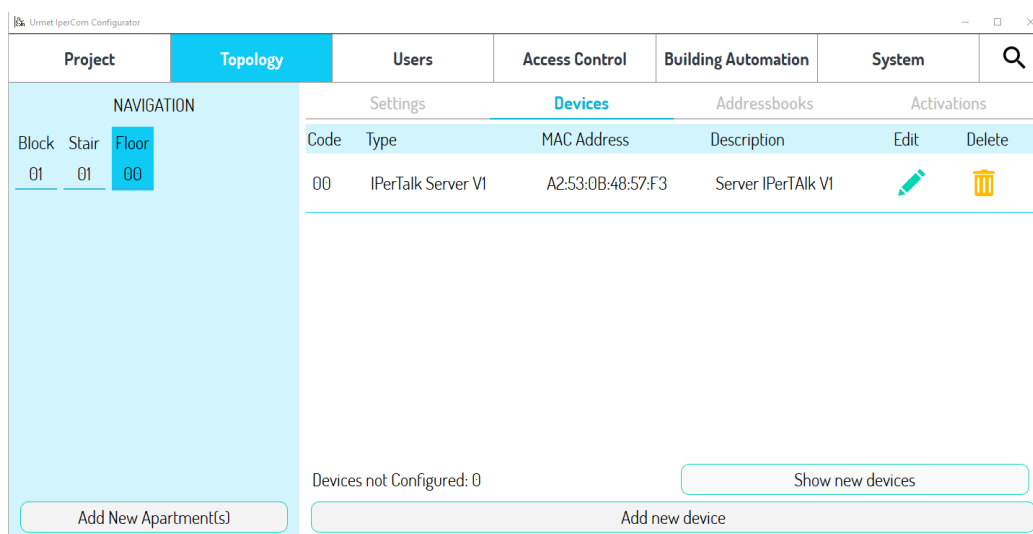 Urmet IperCom Configurator
Project Topology Users Access Control Building Automation System
NAVIGATION
Block Stair Floor
01 01 00
Settings Devices Addressbooks Activations
Code Type MAC Address Description Edit Delete
00 IPerTalk Server V1 A2:53:0B:48:57:F3 Server IPerTAlk V1
Devices not Configured: 0
Show new devices
Add New Apartment(s)
Add new device